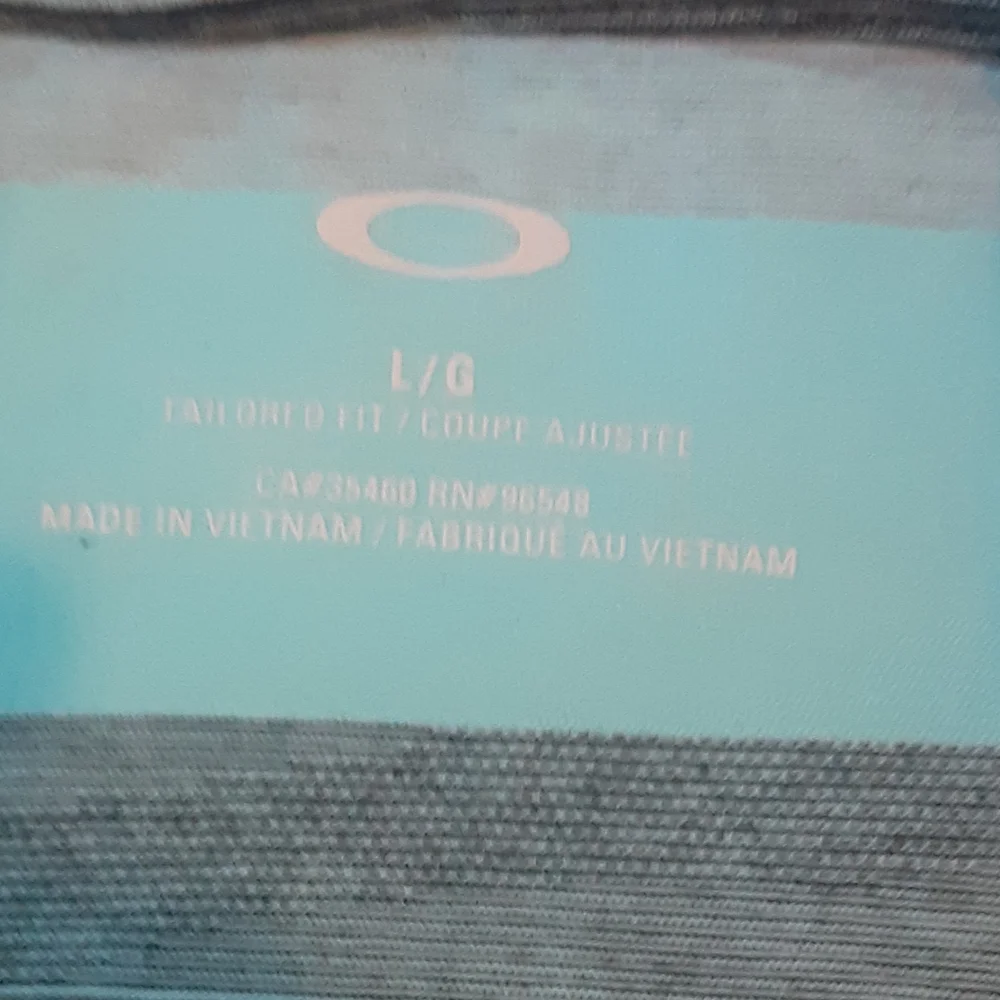 L/G
TAILORED FIT / COUPE AJUSTÉE
CA#35460 RN#96548
MADE IN VIETNAM / FABRIQUÉ AU VIETNAM